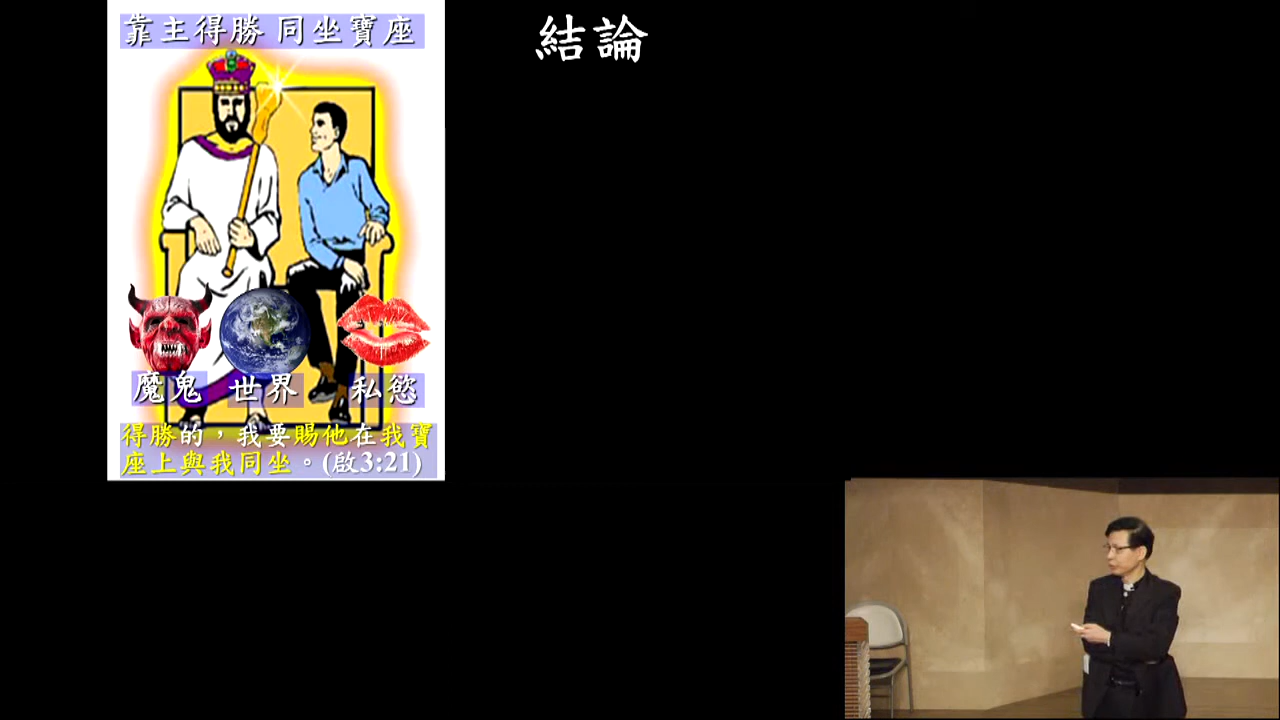 靠主得勝 同坐寶座
結論
魔鬼 世界 私慾
得勝的，我要賜他在我寶
座上與我同坐。(啟3:21)